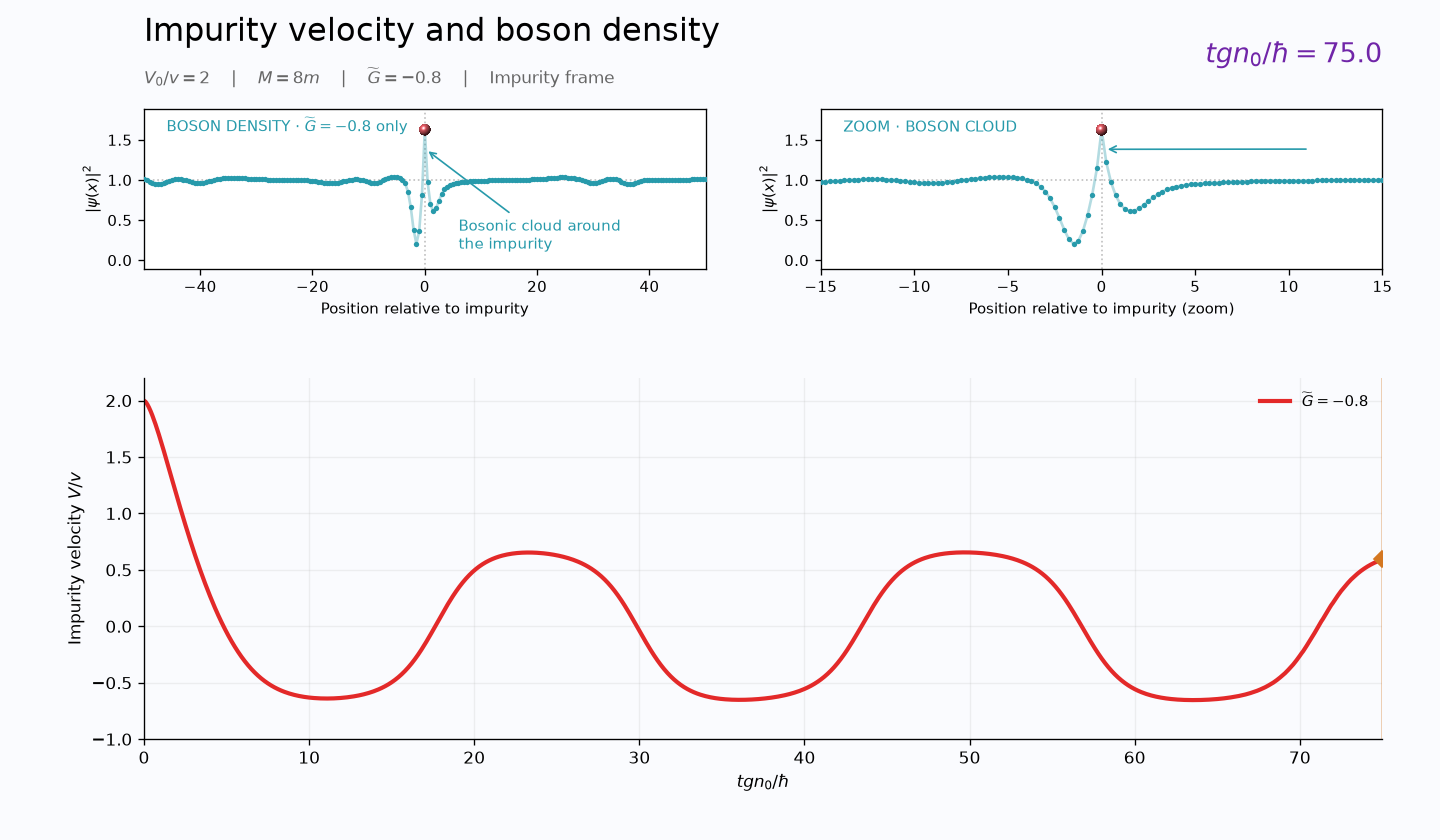 Impurity velocity and boson density
tgn₀/ħ = 75.0
V₀/v = 2 | M = 8m | G̃ = −0.8 | Impurity frame
BOSON DENSITY · G̃ = −0.8 only
|ψ(x)|²
1.5
1.0
0.5
0.0
Bosonic cloud around
the impurity
−40 −20 0 20 40
Position relative to impurity
ZOOM · BOSON CLOUD
|ψ(x)|²
1.5
1.0
0.5
0.0
−15 −10 −5 0 5 10 15
Position relative to impurity (zoom)
Impurity velocity V/v
2.0
1.5
1.0
0.5
0.0
−0.5
−1.0
G̃ = −0.8
0 10 20 30 40 50 60 70
tgn₀/ħ